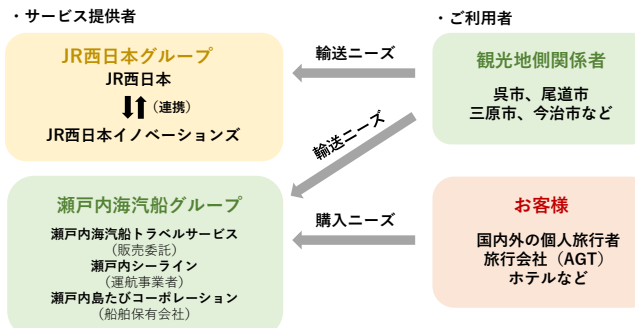 ・サービス提供者
JR西日本グループ
JR西日本
（連携）
JR西日本イノベーションズ
瀬戸内海汽船グループ
瀬戸内海汽船トラベルサービス
（販売委託）
瀬戸内シーライン
（運航事業者）
瀬戸内島たびコーポレーション
（船舶保有会社）
輸送ニーズ
輸送ニーズ
購入ニーズ
・ご利用者
観光地側関係者
呉市、尾道市
三原市、今治市など
お客様
国内外の個人旅行者
旅行会社（AGT）
ホテルなど